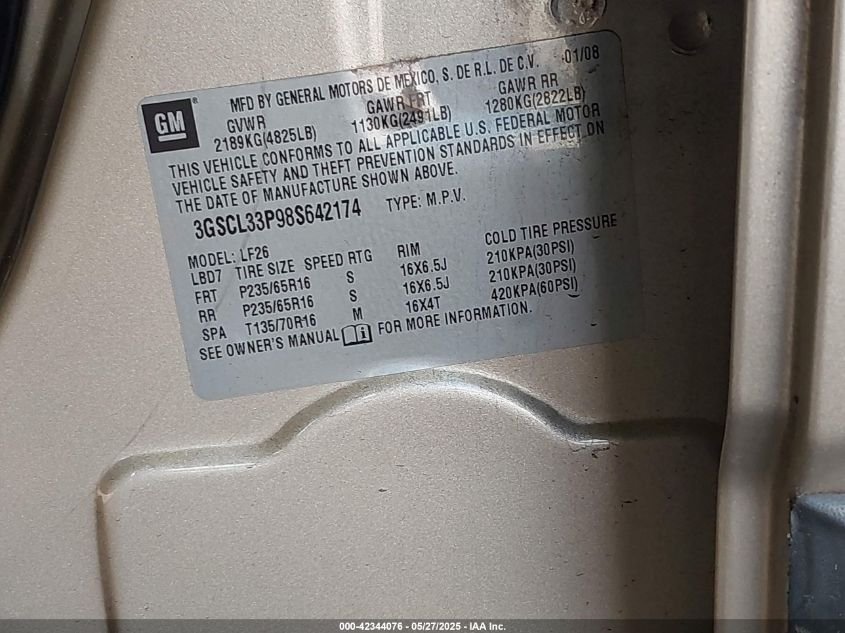 GM®
MFD BY GENERAL MOTORS DE MEXICO, S. DE R.L. DE C.V. 01/08
GVWR GAWR FRT GAWR RR
2189KG(4825LB) 1130KG(2491LB) 1280KG(2822LB)
THIS VEHICLE CONFORMS TO ALL APPLICABLE U.S. FEDERAL MOTOR
VEHICLE SAFETY AND THEFT PREVENTION STANDARDS IN EFFECT ON
THE DATE OF MANUFACTURE SHOWN ABOVE.
3GSCL33P98S642174 TYPE: M.P.V.
MODEL: LF26
LBD7 TIRE SIZE SPEED RTG RIM COLD TIRE PRESSURE
FRT P235/65R16 S 16X6.5J 210KPA(30PSI)
RR P235/65R16 S 16X6.5J 210KPA(30PSI)
SPA T135/70R16 M 16X4T 420KPA(60PSI)
SEE OWNER'S MANUAL FOR MORE INFORMATION.
000-42344076 - 05/27/2025 - IAA Inc.